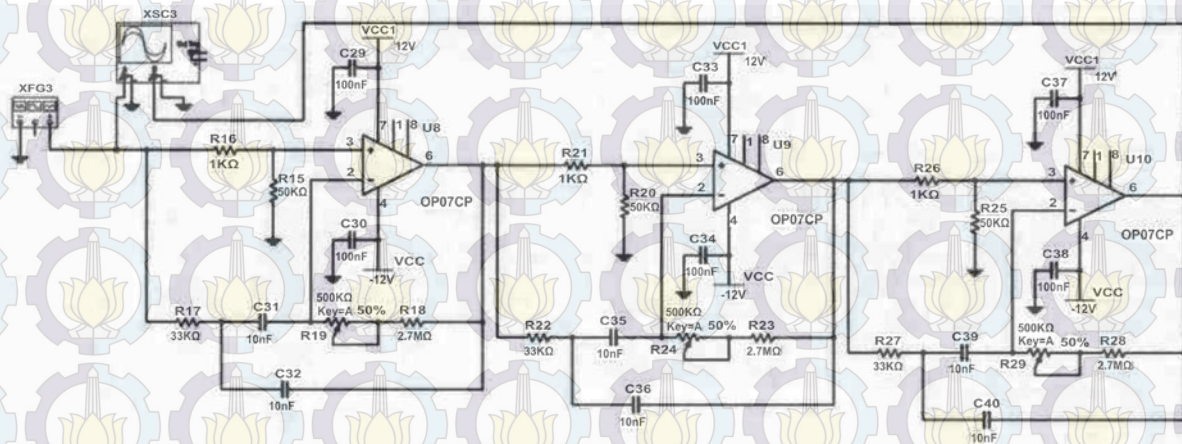 XSC3
XFG3
VCC1
12V
C29
100nF
7 1 8
U8
R16
1KΩ
3
2
6
4
R15
50KΩ
OP07CP
C30
100nF
VCC
-12V
R17
33KΩ
C31
10nF
500KΩ
Key=A
50%
R19
R18
2.7MΩ
C32
10nF
VCC1
12V
C33
100nF
7 1 8
U9
R21
1KΩ
3
2
6
4
R20
50KΩ
OP07CP
C34
100nF
VCC
-12V
R22
33KΩ
C35
10nF
500KΩ
Key=A
50%
R24
R23
2.7MΩ
C36
10nF
VCC1
12V
C37
100nF
7 1 8
U10
R26
1KΩ
3
2
6
4
R25
50KΩ
OP07CP
C38
100nF
VCC
-12V
R27
33KΩ
C39
10nF
500KΩ
Key=A
50%
R29
R28
2.7MΩ
C40
10nF